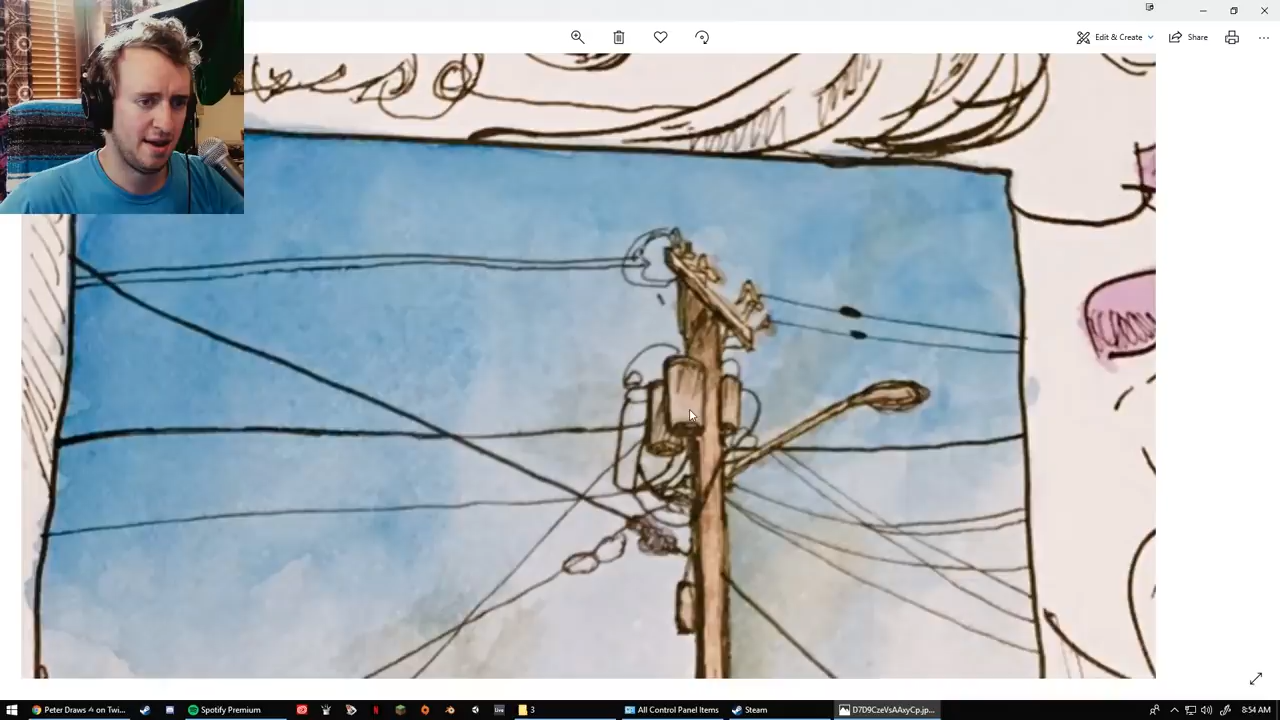 Edit & Create
Share
Peter Draws 🚀 on Twi...
Spotify Premium
Live
3
All Control Panel Items
Steam
D7D9CzeVsAAxyCp.jp...
8:54 AM